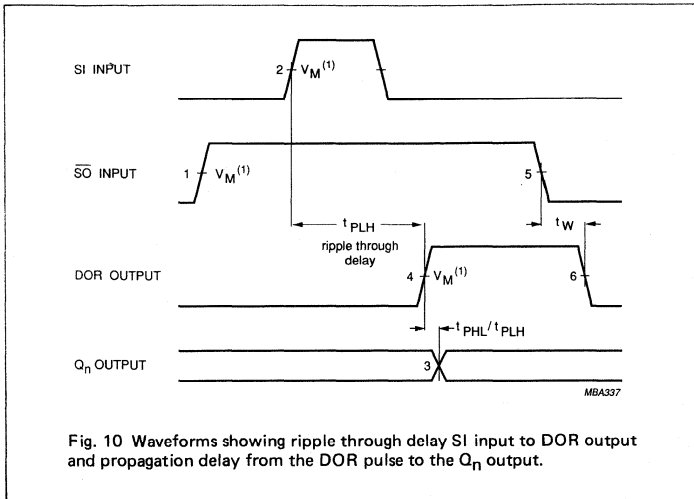 SI INPUT
2
V_M^(1)
S̅O̅ INPUT
1
V_M^(1)
5
t_PLH
t_W
ripple through
delay
DOR OUTPUT
4
V_M^(1)
6
t_PHL / t_PLH
Q_n OUTPUT
3
MBA337
Fig. 10 Waveforms showing ripple through delay SI input to DOR output
and propagation delay from the DOR pulse to the Q_n output.